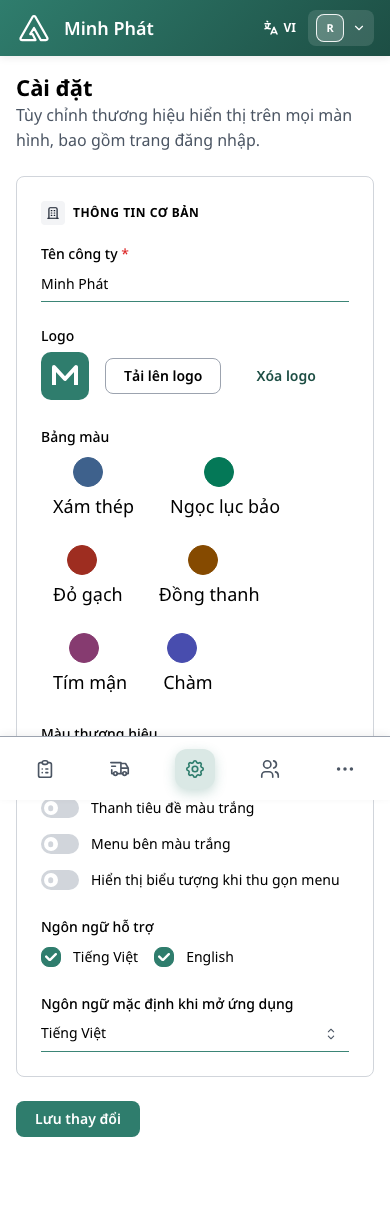 Minh Phát
VI
R
Cài đặt
Tùy chỉnh thương hiệu hiển thị trên mọi màn
hình, bao gồm trang đăng nhập.
THÔNG TIN CƠ BẢN
Tên công ty *
Minh Phát
Logo
M
Tải lên logo
Xóa logo
Bảng màu
Xám thép
Ngọc lục bảo
Đỏ gạch
Đồng thanh
Tím mận
Chàm
Màu thương hiệu
Thanh tiêu đề màu trắng
Menu bên màu trắng
Hiển thị biểu tượng khi thu gọn menu
Ngôn ngữ hỗ trợ
Tiếng Việt
English
Ngôn ngữ mặc định khi mở ứng dụng
Tiếng Việt
Lưu thay đổi